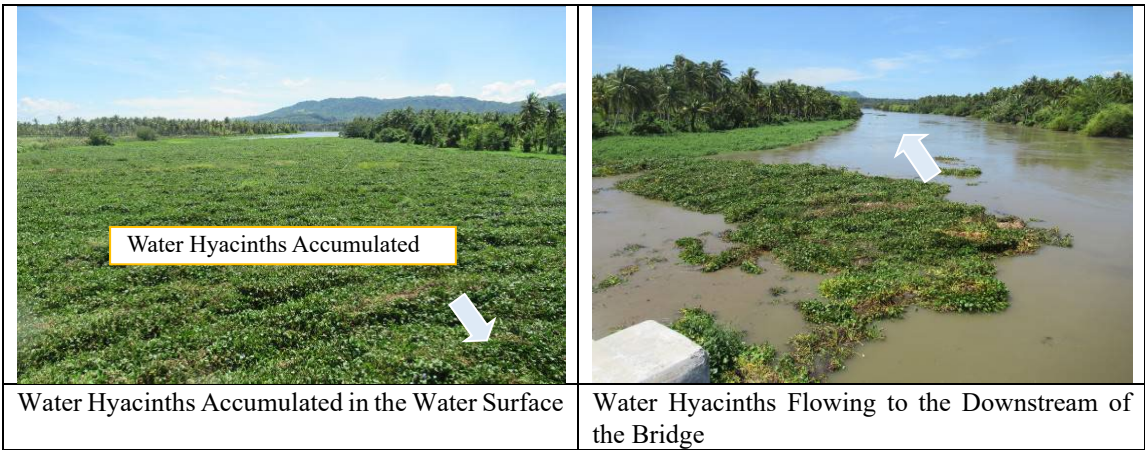 Water Hyacinths Accumulated
Water Hyacinths Accumulated in the Water Surface
Water Hyacinths Flowing to the Downstream of
the Bridge